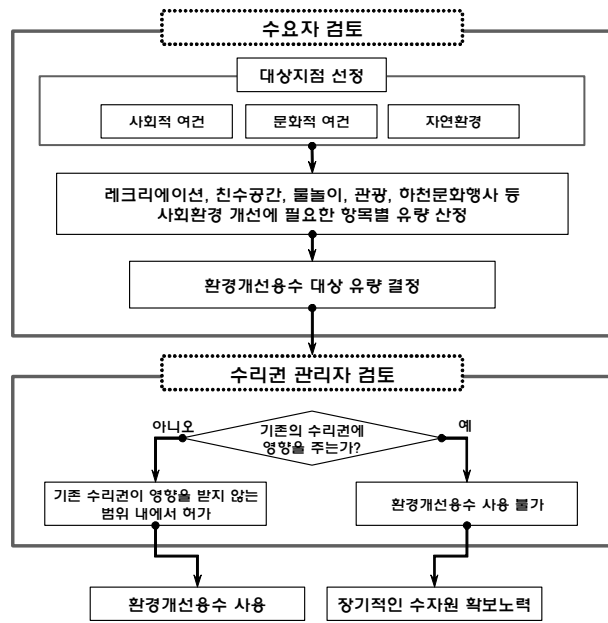 수요자 검토
대상지점 선정
사회적 여건
문화적 여건
자연환경
레크리에이션, 친수공간, 물놀이, 관광, 하천문화행사 등
사회환경 개선에 필요한 항목별 유량 산정
환경개선용수 대상 유량 결정
수리권 관리자 검토
아니오
기존의 수리권에
영향을 주는가?
예
기존 수리권이 영향을 받지 않는
범위 내에서 허가
환경개선용수 사용 불가
환경개선용수 사용
장기적인 수자원 확보노력